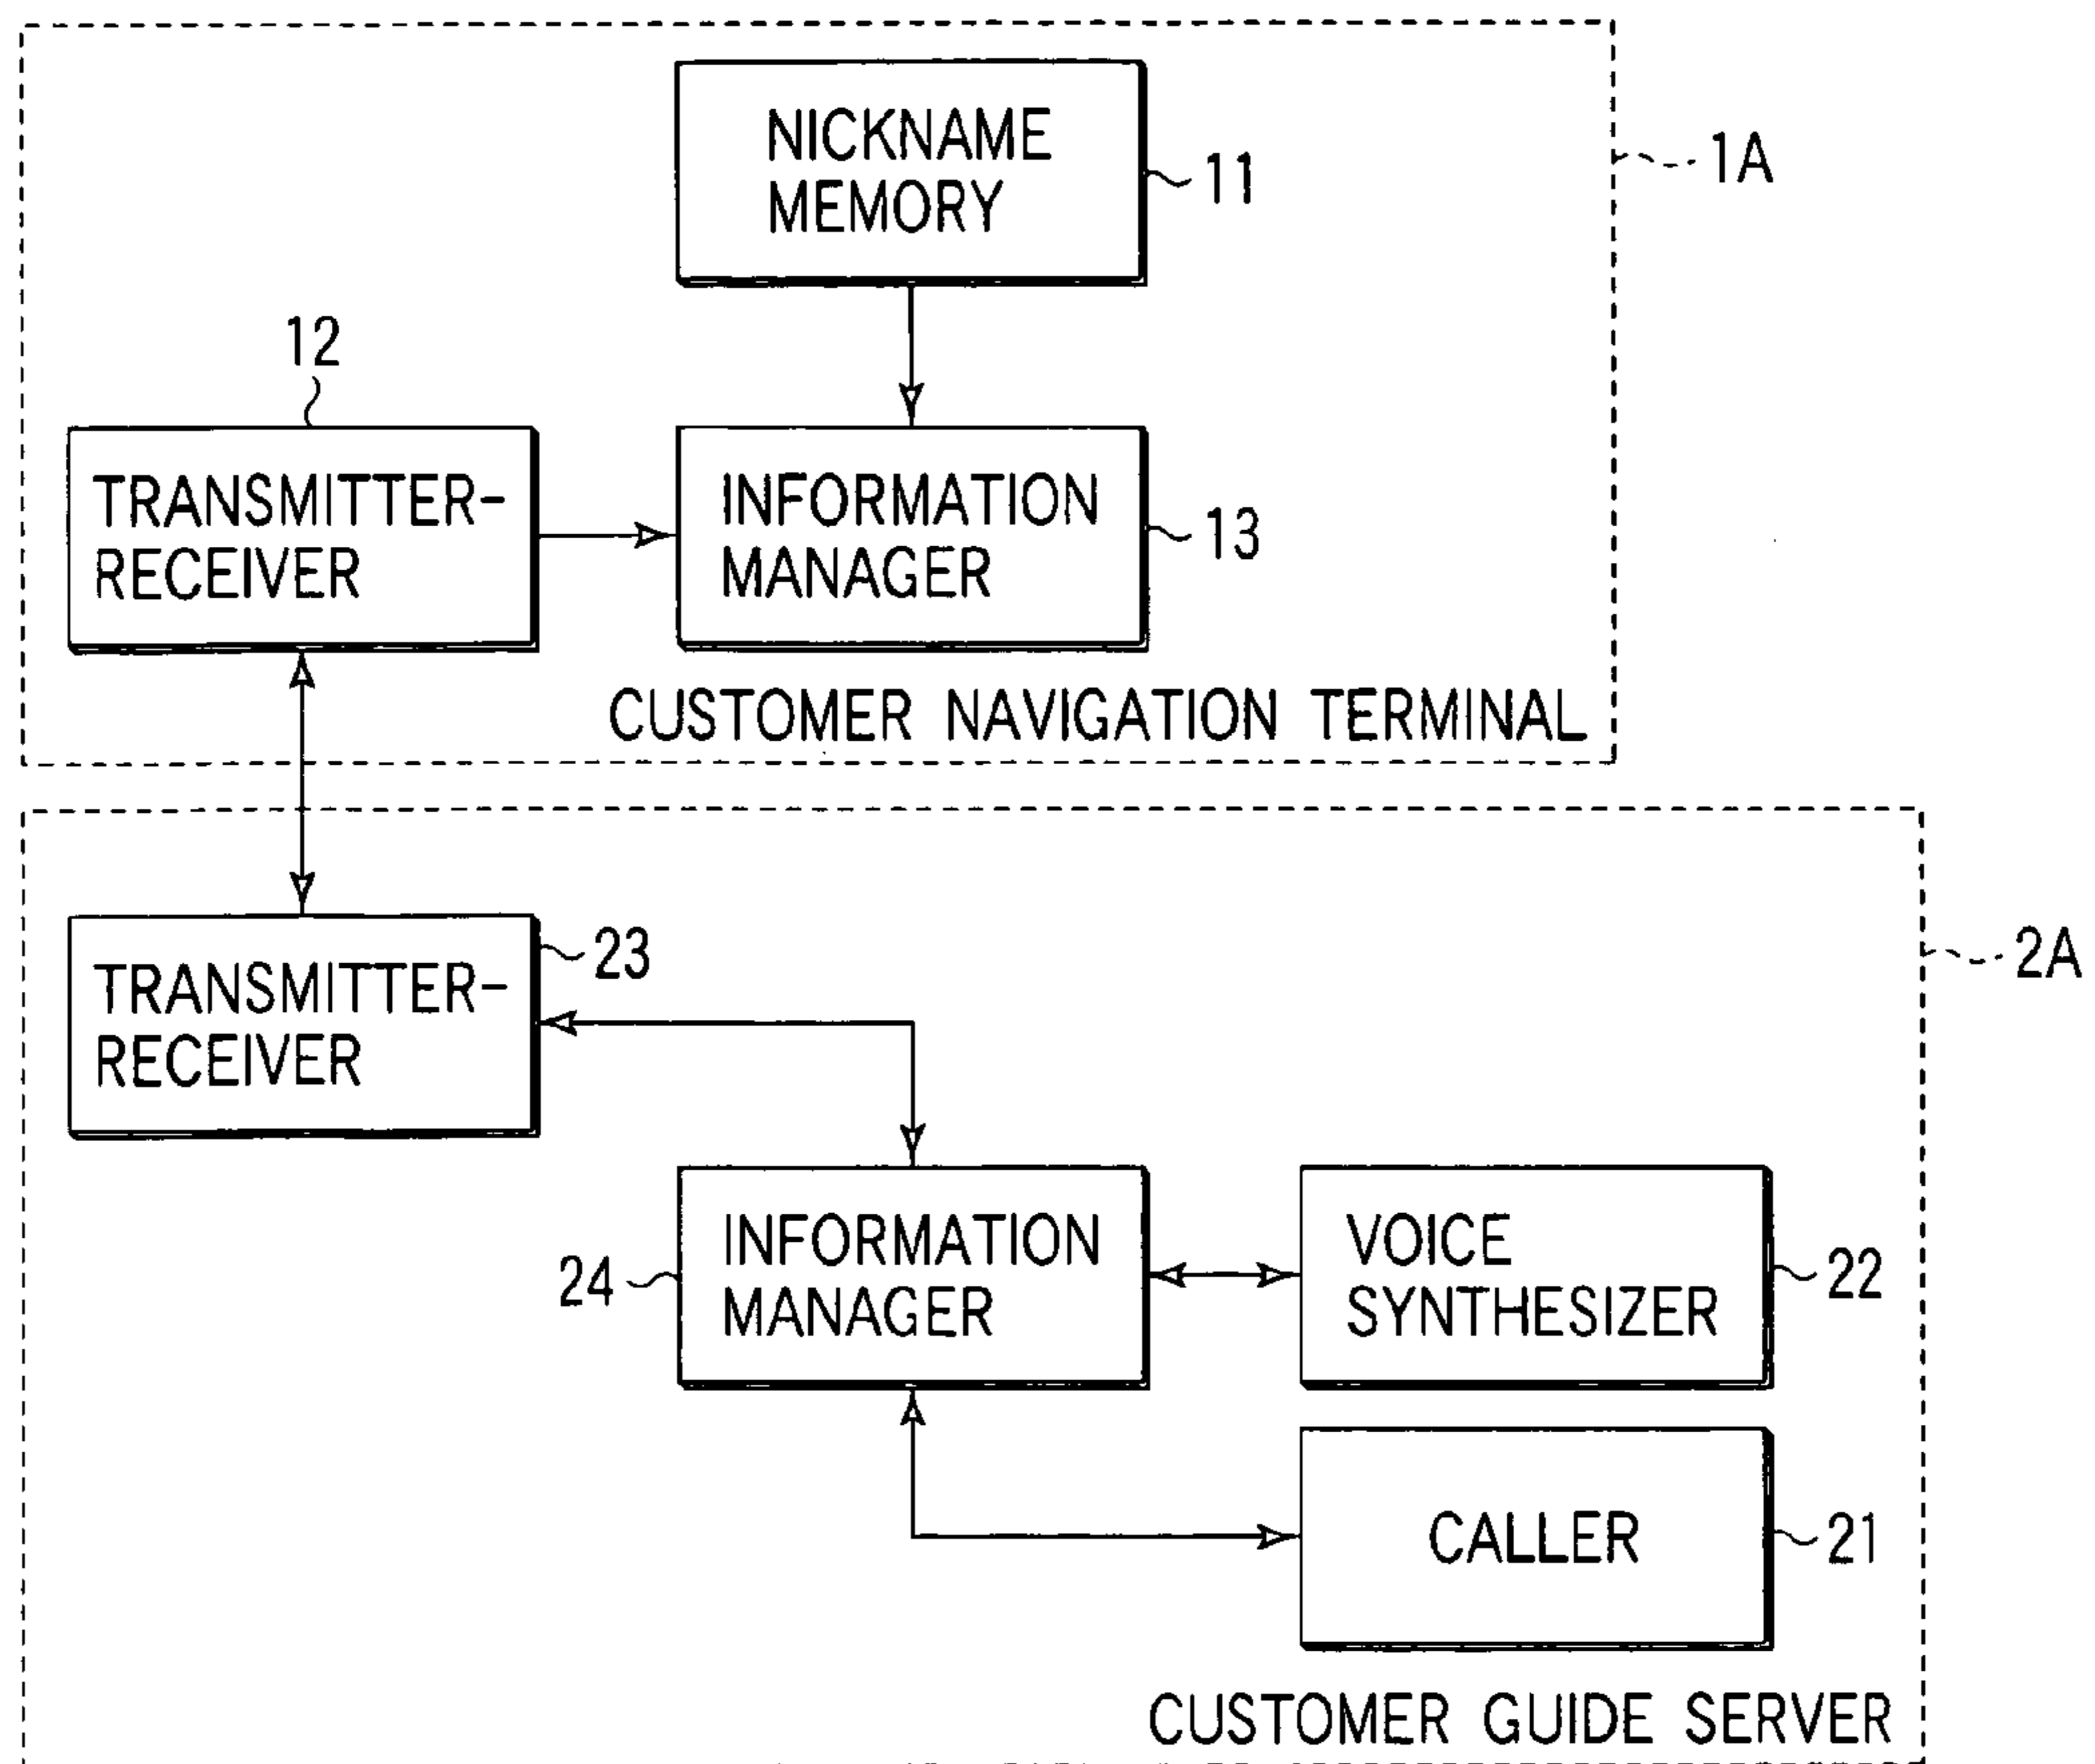 NICKNAME
MEMORY
11
1A
12
TRANSMITTER-
RECEIVER
INFORMATION
MANAGER
13
CUSTOMER NAVIGATION TERMINAL
TRANSMITTER-
RECEIVER
23
2A
24
INFORMATION
MANAGER
VOICE
SYNTHESIZER
22
CALLER
21
CUSTOMER GUIDE SERVER